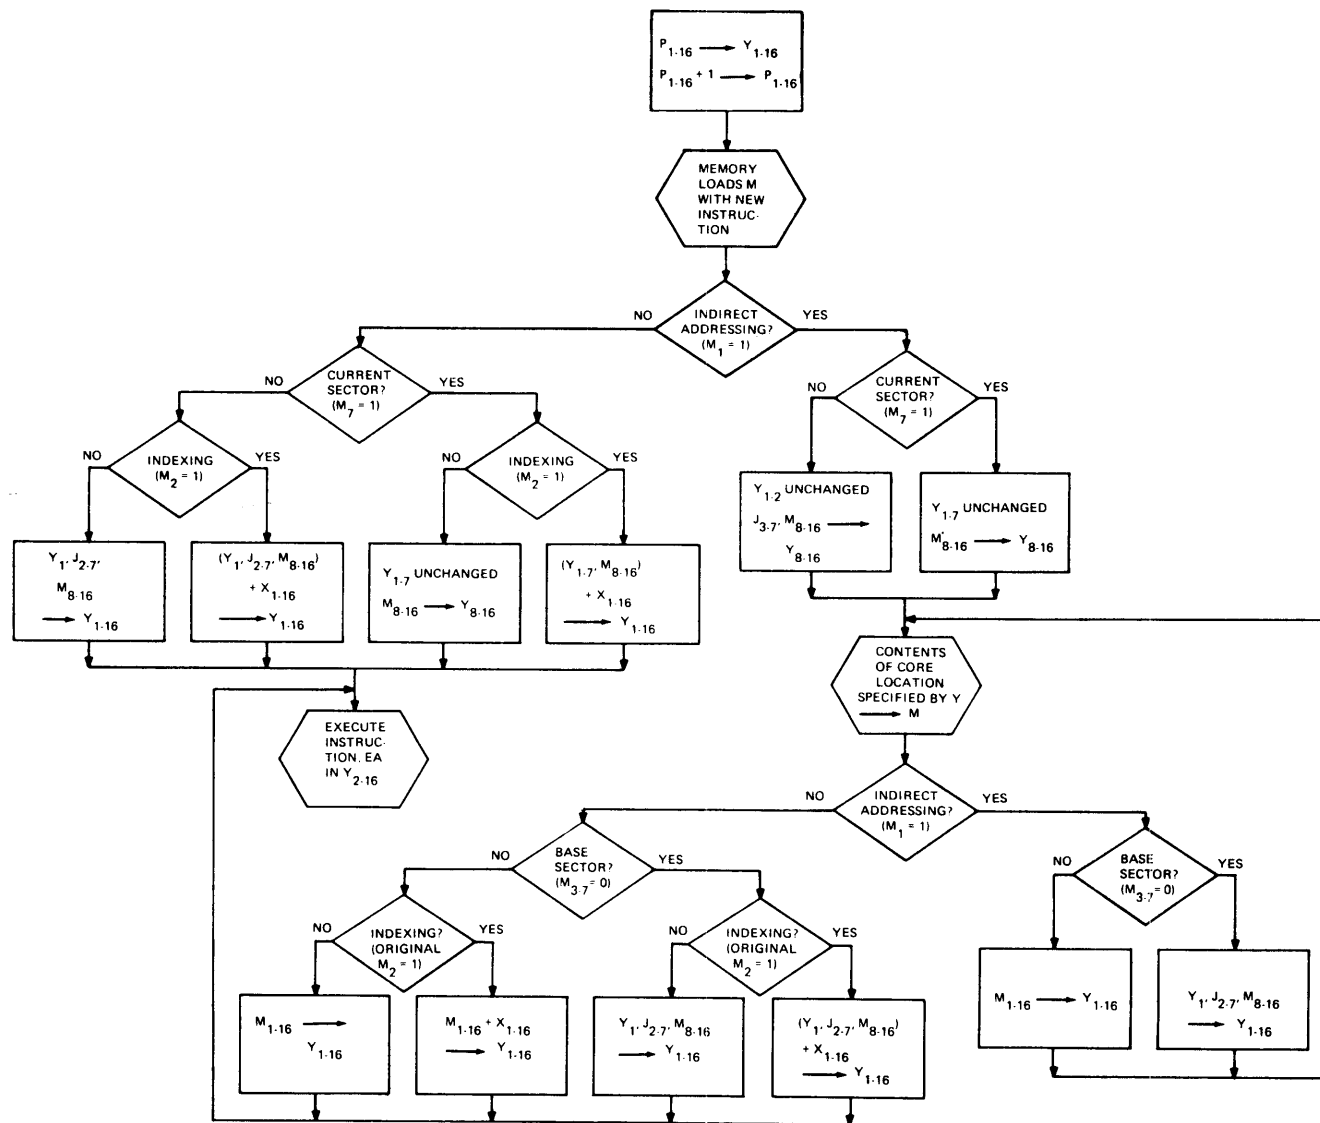 P1-16 ⟶ Y1-16
P1-16 + 1 ⟶ P1-16
MEMORY
LOADS M
WITH NEW
INSTRUC-
TION
INDIRECT
ADDRESSING?
(M1 = 1)
NO
YES
CURRENT
SECTOR?
(M7 = 1)
NO
YES
CURRENT
SECTOR?
(M7 = 1)
NO
YES
INDEXING
(M2 = 1)
NO
YES
INDEXING
(M2 = 1)
NO
YES
Y1, J2-7,
M8-16
⟶ Y1-16
(Y1, J2-7, M8-16)
+ X1-16
⟶ Y1-16
Y1-7 UNCHANGED
M8-16 ⟶ Y8-16
(Y1-7, M8-16)
+ X1-16
⟶ Y1-16
Y1-2 UNCHANGED
J3-7, M8-16 ⟶
Y8-16
Y1-7 UNCHANGED
M8-16 ⟶ Y8-16
EXECUTE
INSTRUC-
TION. EA
IN Y2-16
CONTENTS
OF CORE
LOCATION
SPECIFIED BY Y
⟶ M
INDIRECT
ADDRESSING?
(M1 = 1)
NO
YES
BASE
SECTOR?
(M3-7 = 0)
NO
YES
BASE
SECTOR?
(M3-7 = 0)
NO
YES
INDEXING?
(ORIGINAL
M2 = 1)
NO
YES
INDEXING?
(ORIGINAL
M2 = 1)
NO
YES
M1-16 ⟶
Y1-16
M1-16 + X1-16
⟶ Y1-16
Y1, J2-7, M8-16
⟶ Y1-16
(Y1, J2-7, M8-16)
+ X1-16
⟶ Y1-16
M1-16 ⟶ Y1-16
Y1, J2-7, M8-16
⟶ Y1-16